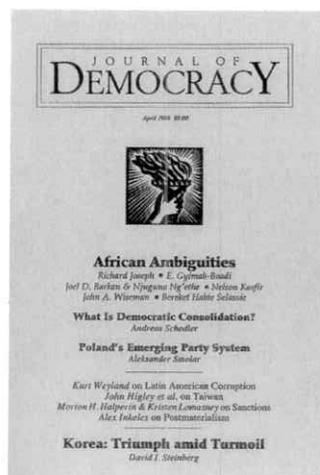 JOURNAL OF
DEMOCRACY
April 1998
African Ambiguities
Richard Joseph • E. Gyimah-Boadi
Joel D. Barkan & Njuguna Ng'ethe • Nelson Kasfir
John A. Wiseman • Bereket Habte Selassie
What Is Democratic Consolidation?
Andreas Schedler
Poland's Emerging Party System
Aleksander Smolar
Kurt Weyland on Latin American Corruption
John Higley et al. on Taiwan
Morton H. Halperin & Kristen Lomasney on Sanctions
Alex Inkeles on Postmaterialism
Korea: Triumph amid Turmoil
David I. Steinberg